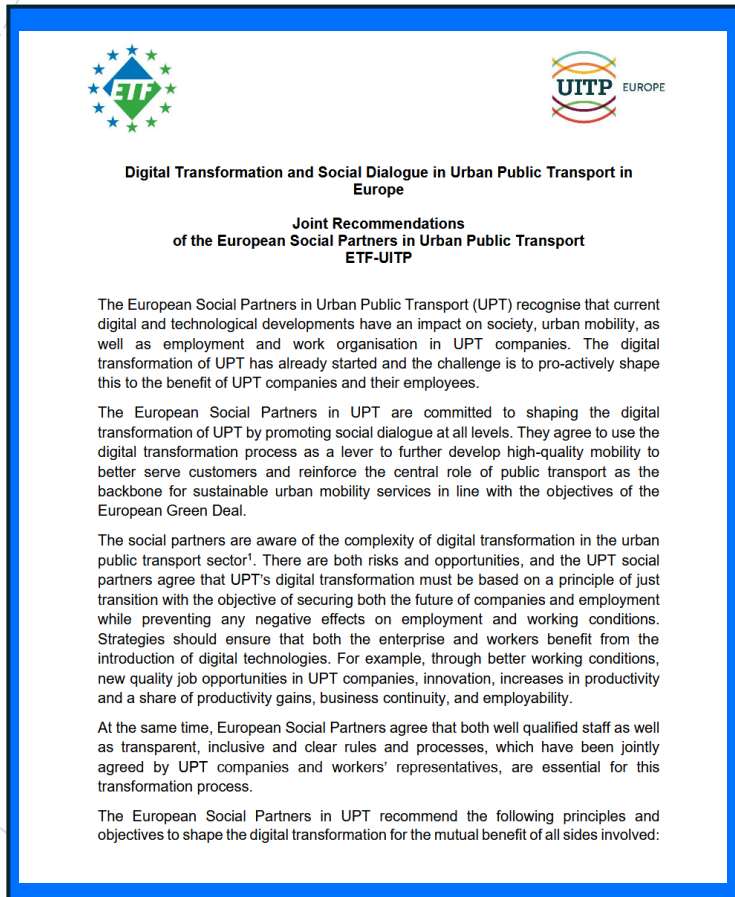 ETF
UITP EUROPE
Digital Transformation and Social Dialogue in Urban Public Transport in
Europe
Joint Recommendations
of the European Social Partners in Urban Public Transport
ETF-UITP
The European Social Partners in Urban Public Transport (UPT) recognise that current
digital and technological developments have an impact on society, urban mobility, as
well as employment and work organisation in UPT companies. The digital
transformation of UPT has already started and the challenge is to pro-actively shape
this to the benefit of UPT companies and their employees.
The European Social Partners in UPT are committed to shaping the digital
transformation of UPT by promoting social dialogue at all levels. They agree to use the
digital transformation process as a lever to further develop high-quality mobility to
better serve customers and reinforce the central role of public transport as the
backbone for sustainable urban mobility services in line with the objectives of the
European Green Deal.
The social partners are aware of the complexity of digital transformation in the urban
public transport sector¹. There are both risks and opportunities, and the UPT social
partners agree that UPT's digital transformation must be based on a principle of just
transition with the objective of securing both the future of companies and employment
while preventing any negative effects on employment and working conditions.
Strategies should ensure that both the enterprise and workers benefit from the
introduction of digital technologies. For example, through better working conditions,
new quality job opportunities in UPT companies, innovation, increases in productivity
and a share of productivity gains, business continuity, and employability.
At the same time, European Social Partners agree that both well qualified staff as well
as transparent, inclusive and clear rules and processes, which have been jointly
agreed by UPT companies and workers' representatives, are essential for this
transformation process.
The European Social Partners in UPT recommend the following principles and
objectives to shape the digital transformation for the mutual benefit of all sides involved: